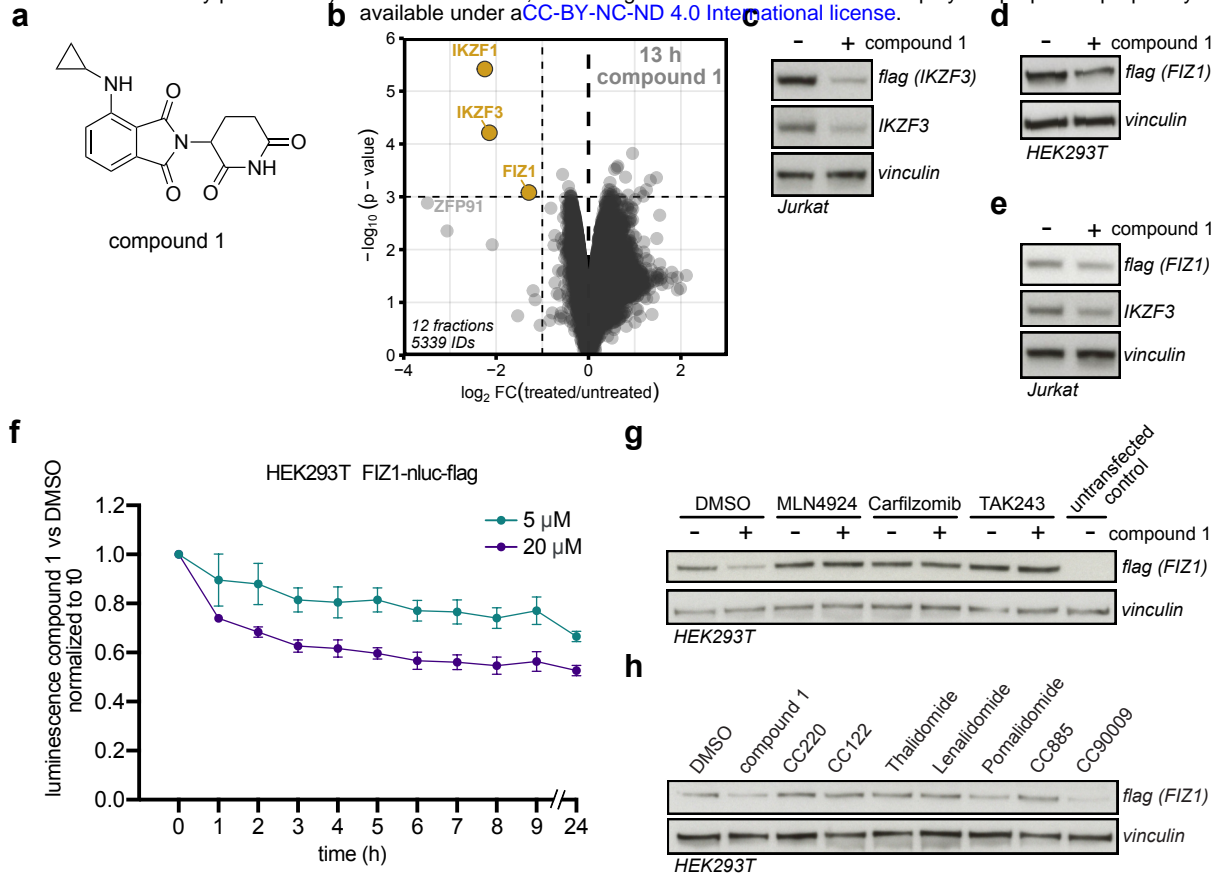 available under aCC-BY-NC-ND 4.0 International license.
a
NH
O
N
O
O
NH
O
compound 1
b
IKZF1
13 h
compound 1
IKZF3
FIZ1
ZFP91
12 fractions
5339 IDs
−log10 (p − value)
6
5
4
3
2
1
0
−4
−2
0
2
log2 FC(treated/untreated)
c
- + compound 1
flag (IKZF3)
IKZF3
vinculin
Jurkat
d
- + compound 1
flag (FIZ1)
vinculin
HEK293T
e
- + compound 1
flag (FIZ1)
IKZF3
vinculin
Jurkat
f
HEK293T FIZ1-nluc-flag
luminescence compound 1 vs DMSO
normalized to t0
5 µM
20 µM
1.2
1.0
0.8
0.6
0.4
0.2
0.0
0 1 2 3 4 5 6 7 8 9 24
time (h)
g
DMSO MLN4924 Carfilzomib TAK243 untransfected
control
- + - + - + - + - compound 1
flag (FIZ1)
vinculin
HEK293T
h
DMSO compound 1 CC220 CC122 Thalidomide Lenalidomide Pomalidomide CC885 CC90009
flag (FIZ1)
vinculin
HEK293T